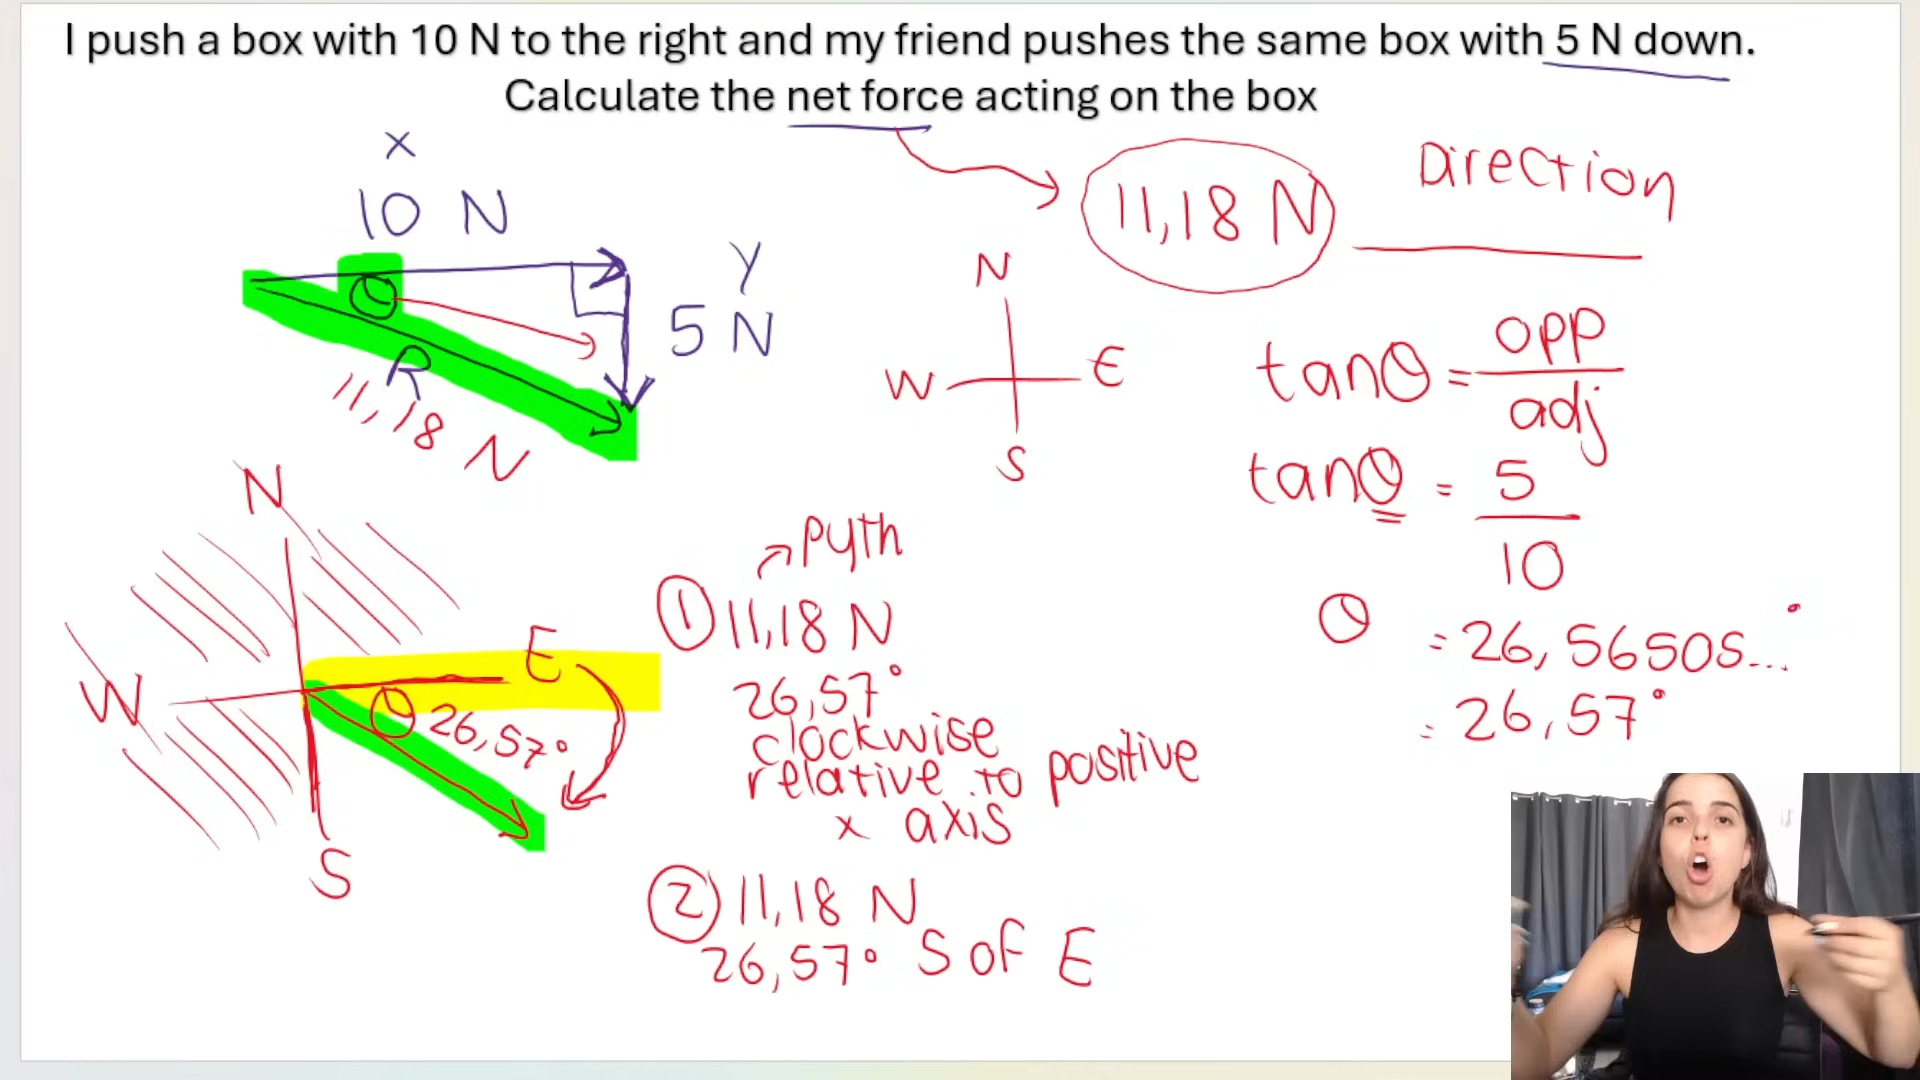 I push a box with 10 N to the right and my friend pushes the same box with 5 N down.
Calculate the net force acting on the box
x
10 N
y
5 N
θ
R
11,18 N
11,18 N
Direction
N
W E
S
tanθ = opp
adj
tanθ = 5
10
θ = 26,56505...°
= 26,57°
N
W E
S
θ 26,57°
→ Pyth
① 11,18 N
26,57°
clockwise
relative to positive
x axis
② 11,18 N
26,57° S of E